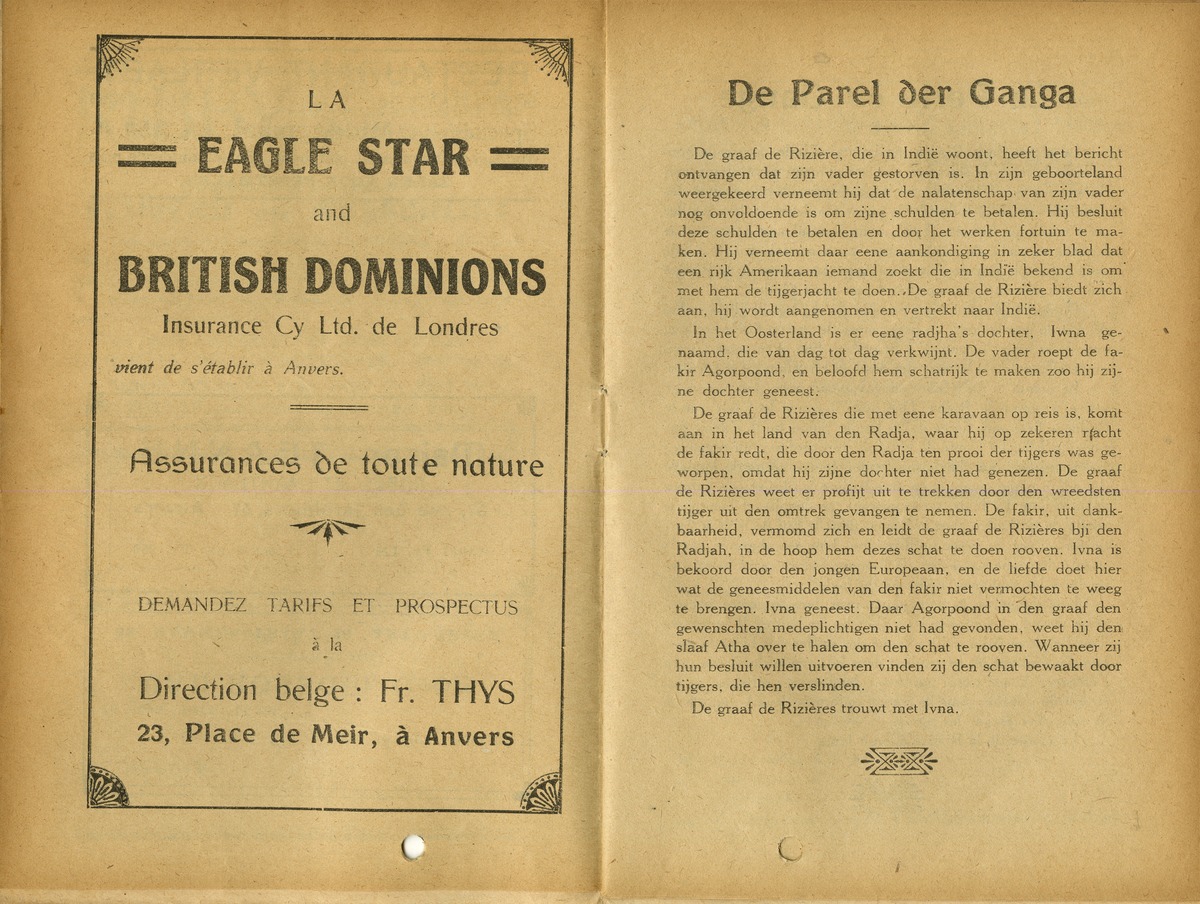 LA
EAGLE STAR
and
BRITISH DOMINIONS
Insurance Cy Ltd. de Londres
vient de s'établir à Anvers.
Assurances de toute nature
DEMANDEZ TARIFS ET PROSPECTUS
à la
Direction belge : Fr. THYS
23, Place de Meir, à Anvers
De Parel der Ganga
De graaf de Rizière, die in Indië woont, heeft het bericht
ontvangen dat zijn vader gestorven is. In zijn geboorteland
weergekeerd verneemt hij dat de nalatenschap van zijn vader
nog onvoldoende is om zijne schulden te betalen. Hij besluit
deze schulden te betalen en door het werken fortuin te ma-
ken. Hij verneemt daar eene aankondiging in zeker blad dat
een rijk Amerikaan iemand zoekt die in Indië bekend is om
met hem de tijgerjacht te doen. De graaf de Rizière biedt zich
aan, hij wordt aangenomen en vertrekt naar Indië.
In het Oosterland is er eene radjha's dochter, Iwna ge-
naamd, die van dag tot dag verkwijnt. De vader roept de fa-
kir Agorpoond, en beloofd hem schatrijk te maken zoo hij zij-
ne dochter geneest.
De graaf de Rizières die met eene karavaan op reis is, komt
aan in het land van den Radja, waar hij op zekeren nacht
de fakir redt, die door den Radja ten prooi der tijgers was ge-
worpen, omdat hij zijne dochter niet had genezen. De graaf
de Rizières weet er profijt uit te trekken door den wreedsten
tijger uit den omtrek gevangen te nemen. De fakir, uit dank-
baarheid, vermomd zich en leidt de graaf de Rizières bji den
Radjah, in de hoop hem dezes schat te doen rooven. Ivna is
bekoord door den jongen Europeaan, en de liefde doet hier
wat de geneesmiddelen van den fakir niet vermochten te weeg
te brengen. Ivna geneest. Daar Agorpoond in den graaf den
gewenschten medeplichtigen niet had gevonden, weet hij den
slaaf Atha over te halen om den schat te rooven. Wanneer zij
hun besluit willen uitvoeren vinden zij den schat bewaakt door
tijgers, die hen verslinden.
De graaf de Rizières trouwt met Ivna.